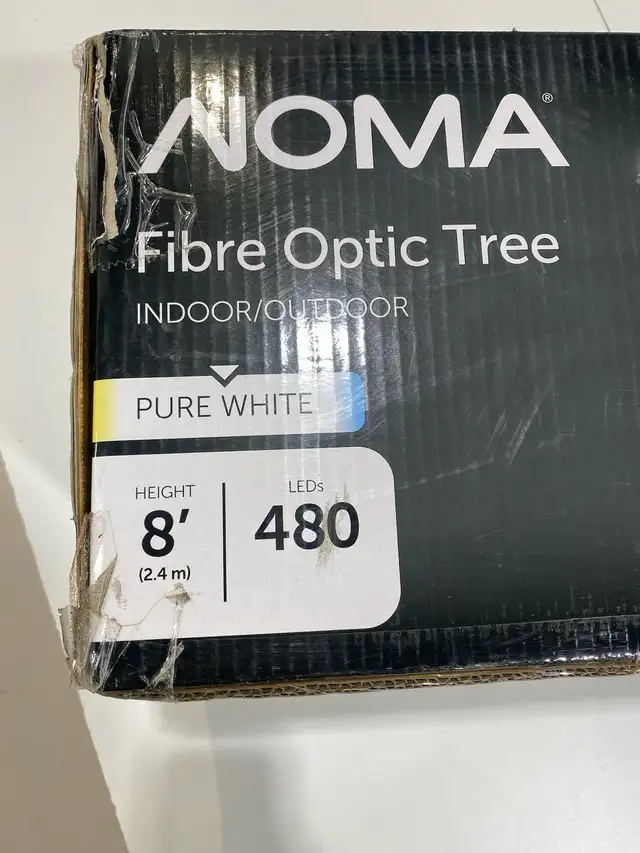 NOMA®
Fibre Optic Tree
INDOOR/OUTDOOR
PURE WHITE
HEIGHT
8'
(2.4 m)
LEDs
480